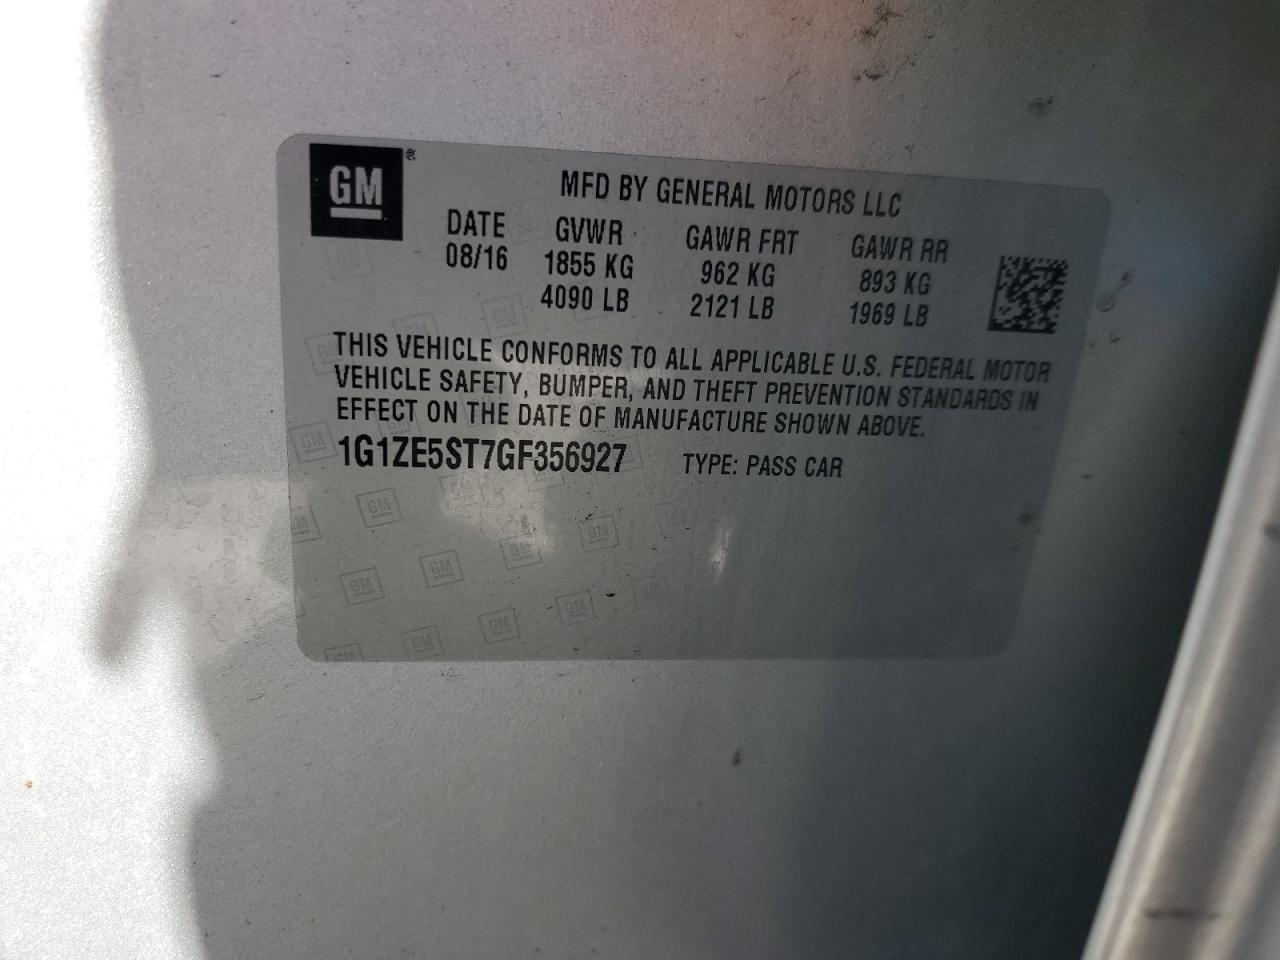 GM®
MFD BY GENERAL MOTORS LLC
DATE GVWR GAWR FRT GAWR RR
08/16 1855 KG 962 KG 893 KG
4090 LB 2121 LB 1969 LB
THIS VEHICLE CONFORMS TO ALL APPLICABLE U.S. FEDERAL MOTOR
VEHICLE SAFETY, BUMPER, AND THEFT PREVENTION STANDARDS IN
EFFECT ON THE DATE OF MANUFACTURE SHOWN ABOVE.
1G1ZE5ST7GF356927 TYPE: PASS CAR